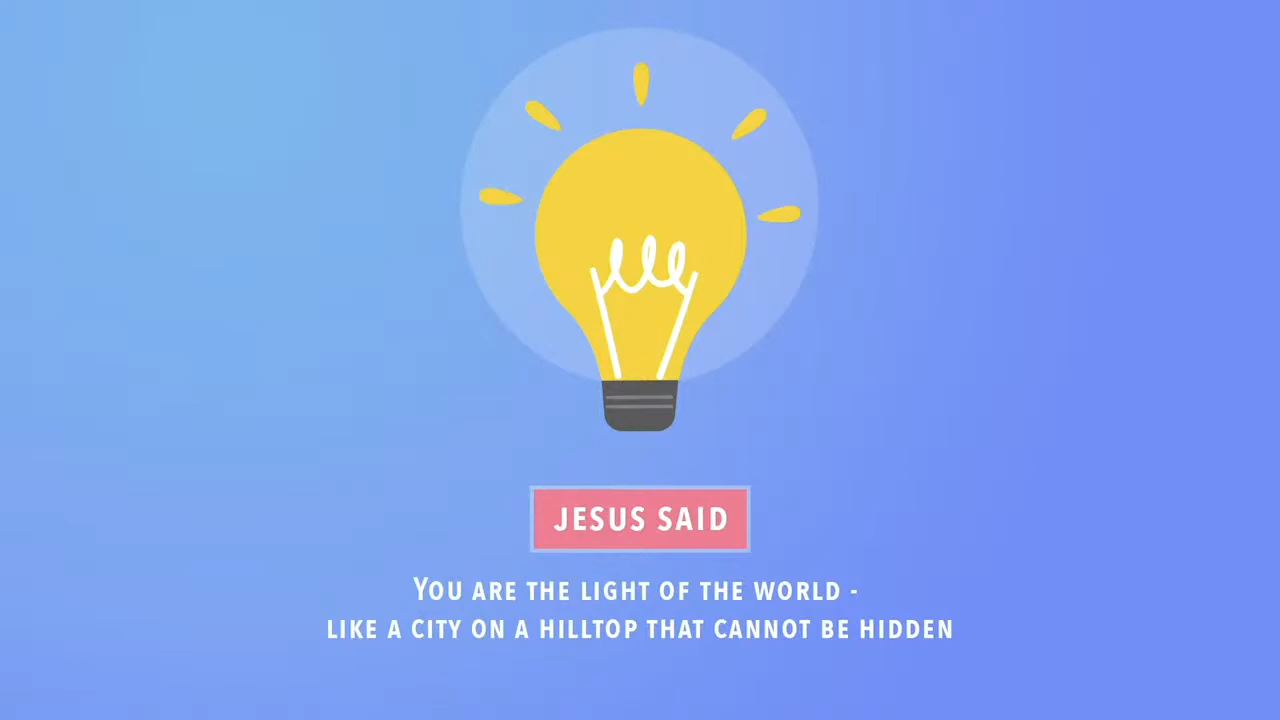 JESUS SAID
You are the light of the world -
like a city on a hilltop that cannot be hidden